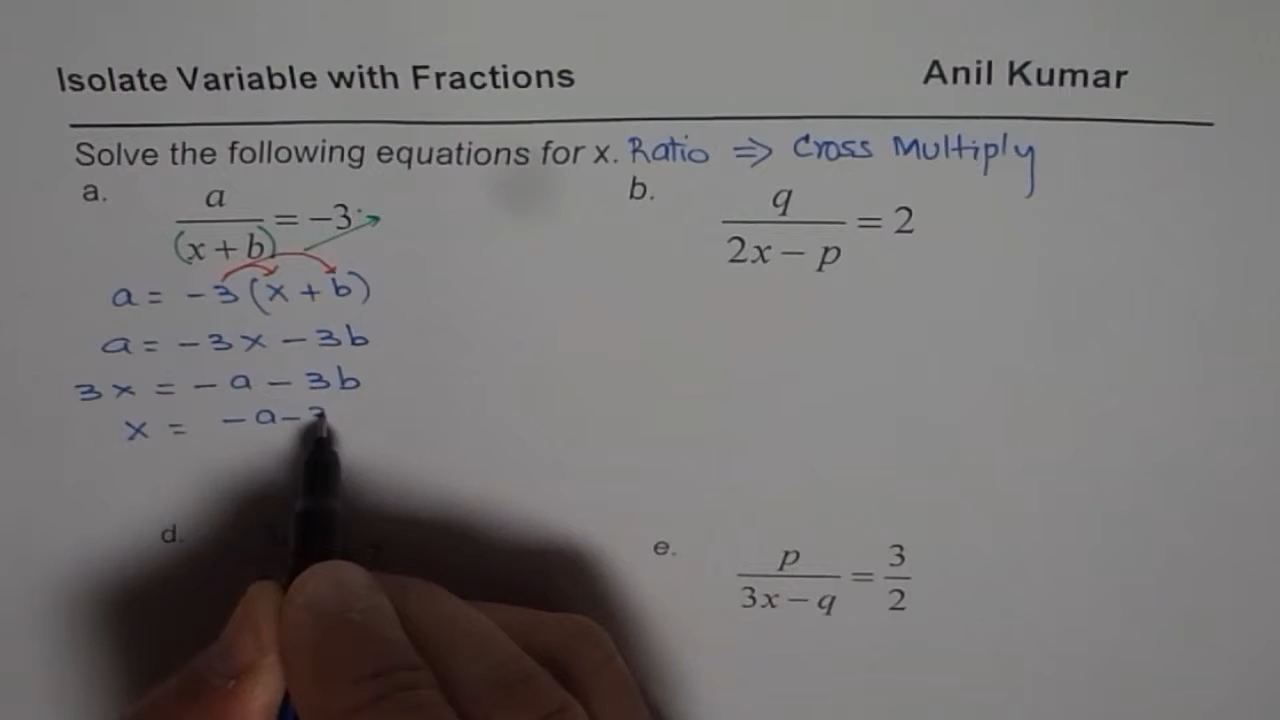 Isolate Variable with Fractions Anil Kumar
Solve the following equations for x. Ratio ⇒ Cross Multiply
a. a/(x + b) = −3
a = −3(x + b)
a = −3x − 3b
3x = −a − 3b
x = −a − 3
b. q/2x − p = 2
d.
e. p/3x − q = 3/2